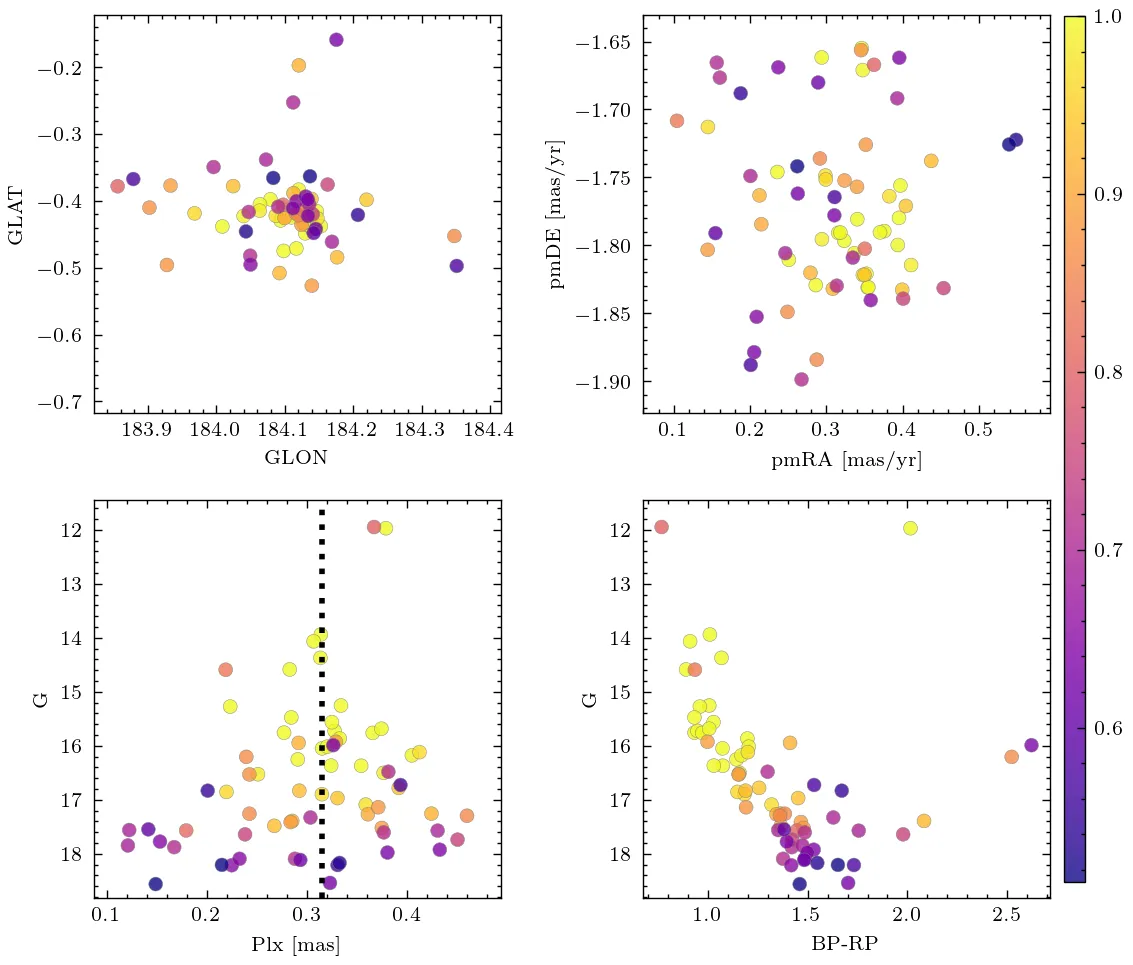 −0.2
−0.3
−0.4
−0.5
−0.6
−0.7
GLAT
183.9 184.0 184.1 184.2 184.3 184.4
GLON
−1.65
−1.70
−1.75
−1.80
−1.85
−1.90
pmDE [mas/yr]
0.1 0.2 0.3 0.4 0.5
pmRA [mas/yr]
12
13
14
15
16
17
18
G
0.1 0.2 0.3 0.4
Plx [mas]
12
13
14
15
16
17
18
G
1.0 1.5 2.0 2.5
BP-RP
1.0
0.9
0.8
0.7
0.6